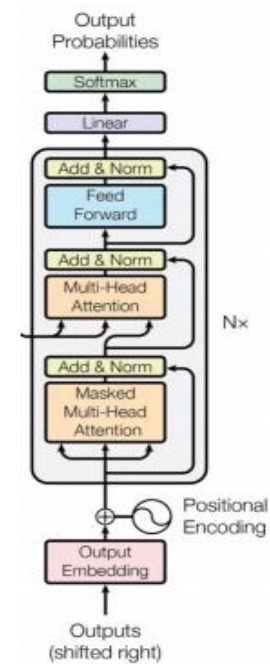 Output
Probabilities
Softmax
Linear
Add & Norm
Feed
Forward
Add & Norm
Multi-Head
Attention
N×
Add & Norm
Masked
Multi-Head
Attention
Positional
Encoding
Output
Embedding
Outputs
(shifted right)